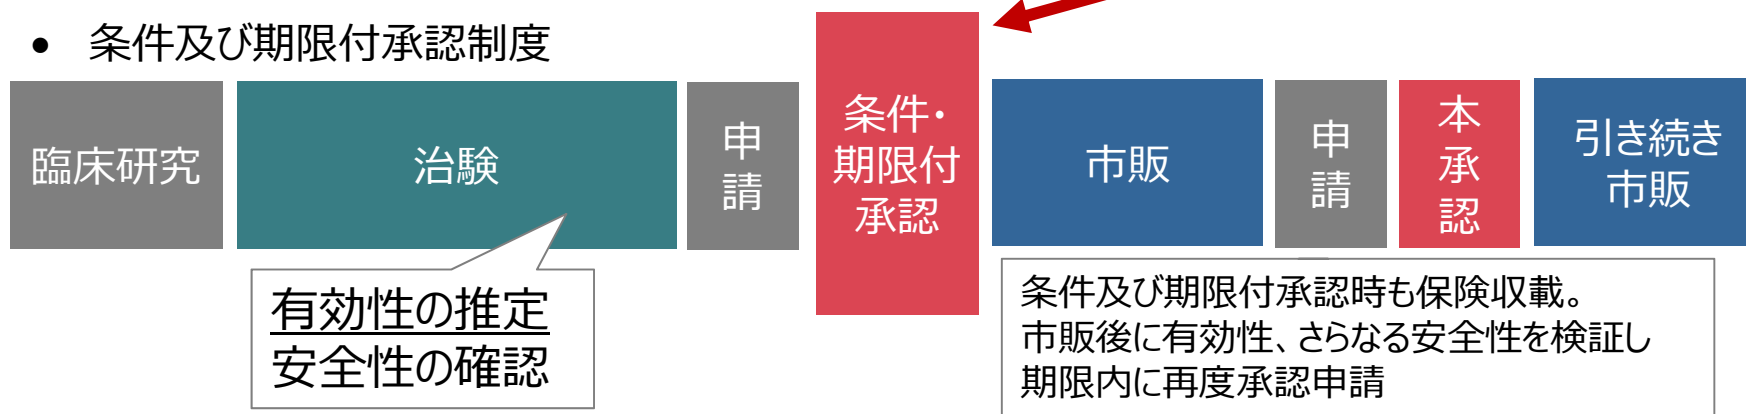 • 条件及び期限付承認制度
臨床研究
治験
申
請
条件・
期限付
承認
市販
申
請
本
承
認
引き続き
市販
有効性の推定
安全性の確認
条件及び期限付承認時も保険収載。
市販後に有効性、さらなる安全性を検証し
期限内に再度承認申請